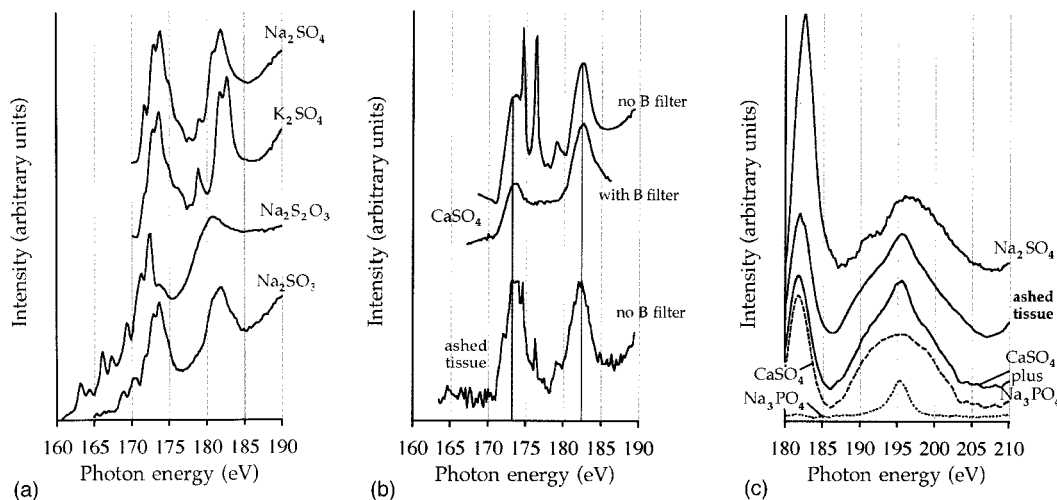 Intensity (arbitrary units)
Na₂SO₄
K₂SO₄
Na₂S₂O₃
Na₂SO₃
160 165 170 175 180 185 190
Photon energy (eV)
(a)
Intensity (arbitrary units)
no B filter
with B filter
CaSO₄
no B filter
ashed
tissue
160 165 170 175 180 185 190
Photon energy (eV)
(b)
Intensity (arbitrary units)
Na₂SO₄
ashed
tissue
CaSO₄
plus
Na₃PO₄
CaSO₄
Na₃PO₄
180 185 190 195 200 205 210
Photon energy (eV)
(c)